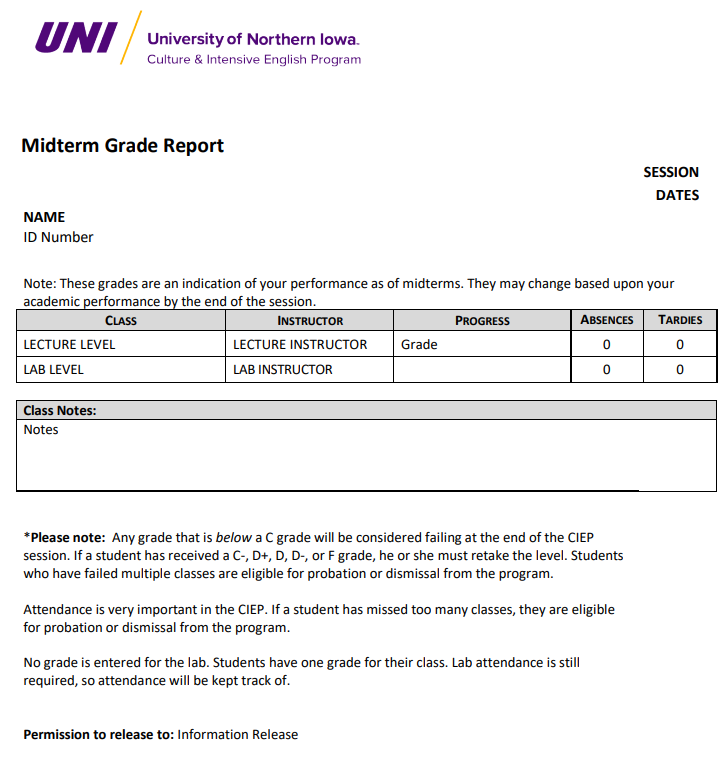 UNI University of Northern Iowa.
Culture & Intensive English Program
Midterm Grade Report
SESSION
DATES
NAME
ID Number
Note: These grades are an indication of your performance as of midterms. They may change based upon your
academic performance by the end of the session.
CLASS INSTRUCTOR PROGRESS ABSENCES TARDIES
LECTURE LEVEL LECTURE INSTRUCTOR Grade 0 0
LAB LEVEL LAB INSTRUCTOR 0 0
Class Notes:
Notes
*Please note: Any grade that is below a C grade will be considered failing at the end of the CIEP
session. If a student has received a C-, D+, D, D-, or F grade, he or she must retake the level. Students
who have failed multiple classes are eligible for probation or dismissal from the program.
Attendance is very important in the CIEP. If a student has missed too many classes, they are eligible
for probation or dismissal from the program.
No grade is entered for the lab. Students have one grade for their class. Lab attendance is still
required, so attendance will be kept track of.
Permission to release to: Information Release